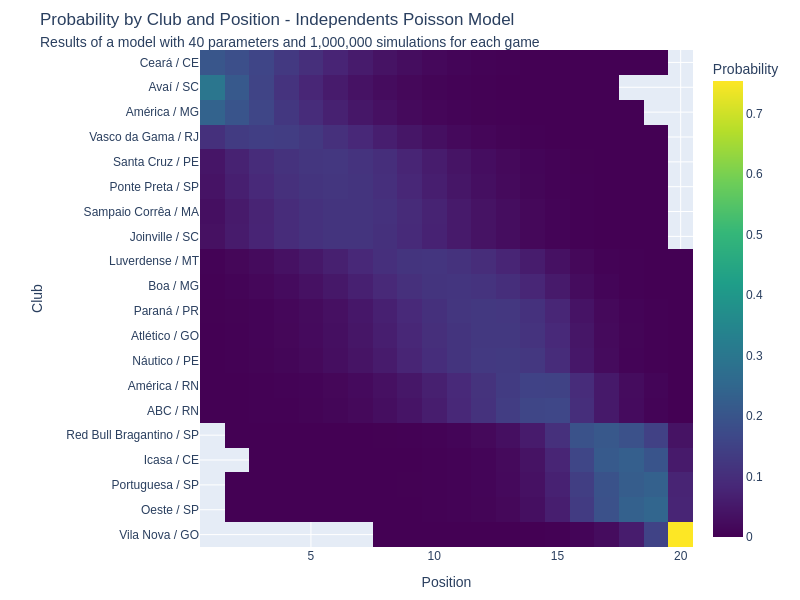 Probability by Club and Position - Independents Poisson Model
Results of a model with 40 parameters and 1,000,000 simulations for each game
Probability
Club
Ceará / CE
Avaí / SC
América / MG
Vasco da Gama / RJ
Santa Cruz / PE
Ponte Preta / SP
Sampaio Corrêa / MA
Joinville / SC
Luverdense / MT
Boa / MG
Paraná / PR
Atlético / GO
Náutico / PE
América / RN
ABC / RN
Red Bull Bragantino / SP
Icasa / CE
Portuguesa / SP
Oeste / SP
Vila Nova / GO
0.7
0.6
0.5
0.4
0.3
0.2
0.1
0
5 10 15 20
Position